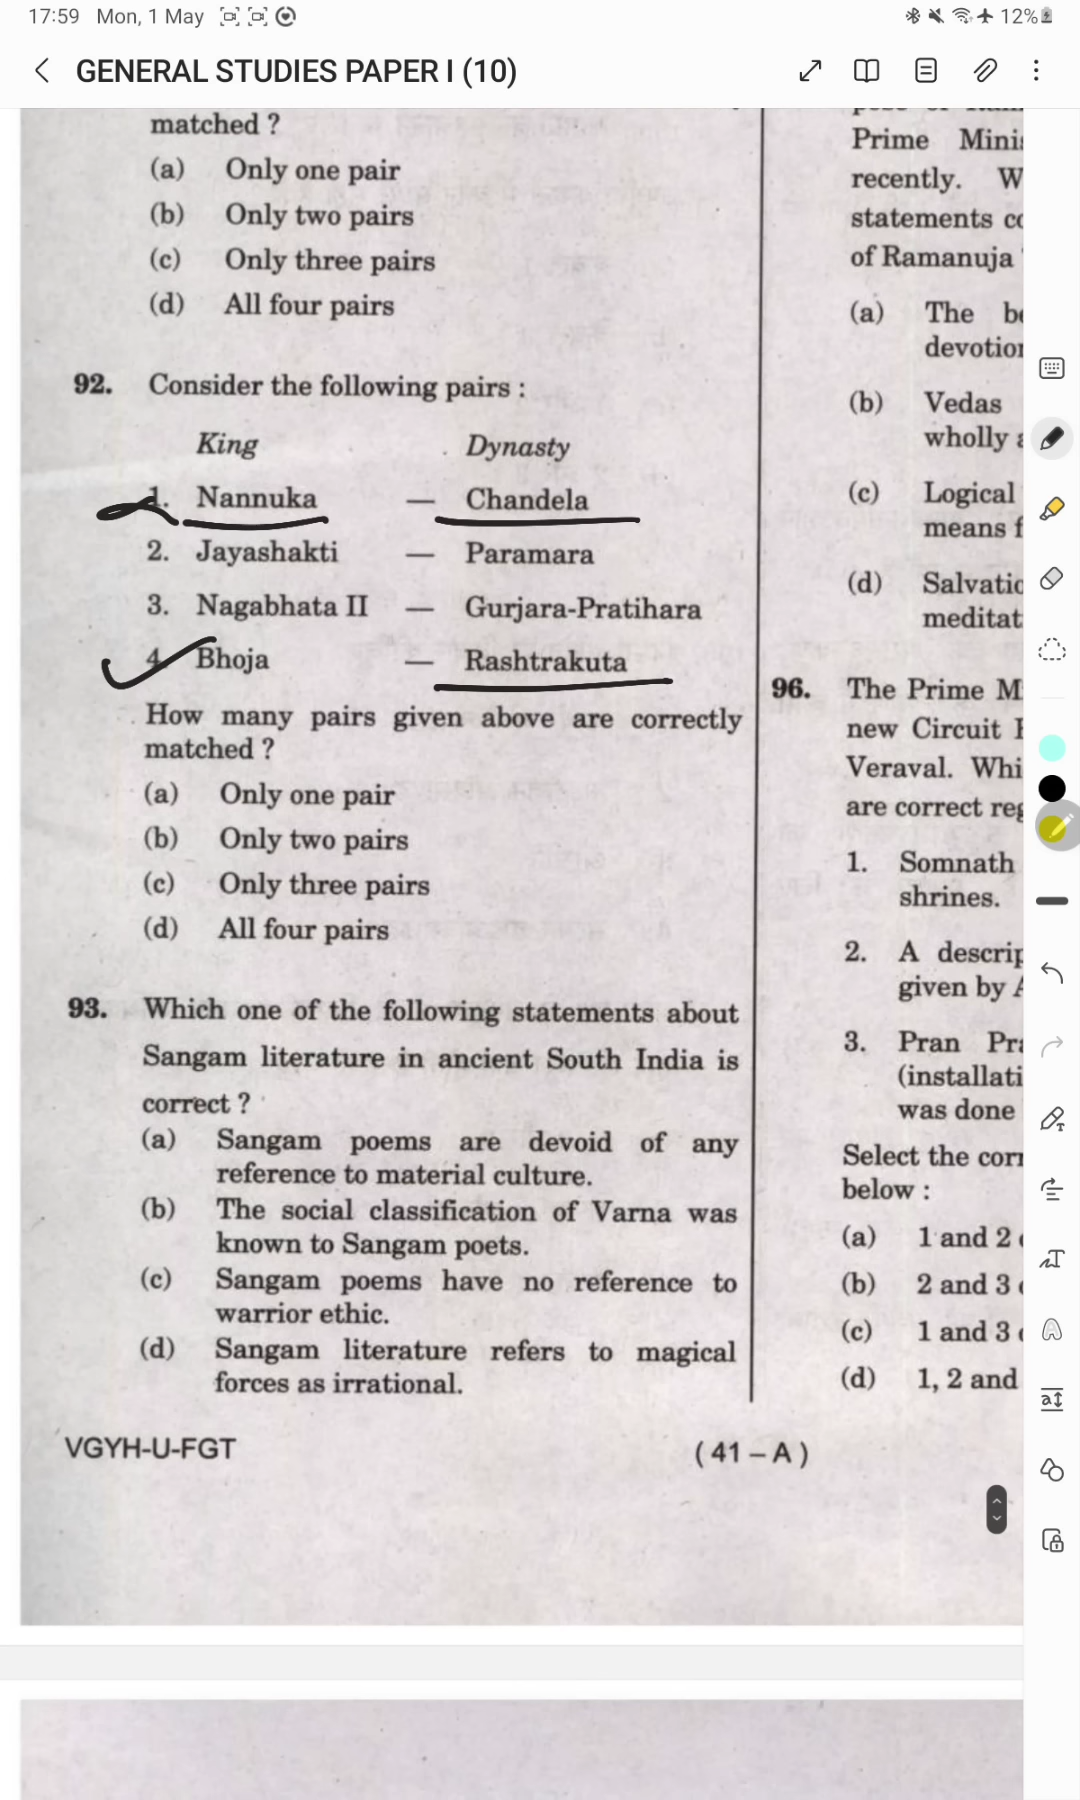 17:59 Mon, 1 May
12%
GENERAL STUDIES PAPER I (10)
matched ?
(a) Only one pair
(b) Only two pairs
(c) Only three pairs
(d) All four pairs
92. Consider the following pairs :
King Dynasty
1. Nannuka — Chandela
2. Jayashakti — Paramara
3. Nagabhata II — Gurjara-Pratihara
4. Bhoja — Rashtrakuta
How many pairs given above are correctly
matched ?
(a) Only one pair
(b) Only two pairs
(c) Only three pairs
(d) All four pairs
93. Which one of the following statements about
Sangam literature in ancient South India is
correct ?
(a) Sangam poems are devoid of any
reference to material culture.
(b) The social classification of Varna was
known to Sangam poets.
(c) Sangam poems have no reference to
warrior ethic.
(d) Sangam literature refers to magical
forces as irrational.
Prime
recently.
statements
of Ramanuja
(a) The
(b) Vedas
wholly
(c) Logical
means
(d)
96. The Prime
new Circuit
Veraval.
are correct
1. Somnath
shrines.
2. A
given by
3. Pran
was done
Select the
below :
(a) 1 and 2
(b) 2 and 3
(c) 1 and 3
(d) 1, 2 and
VGYH-U-FGT
( 41 – A )